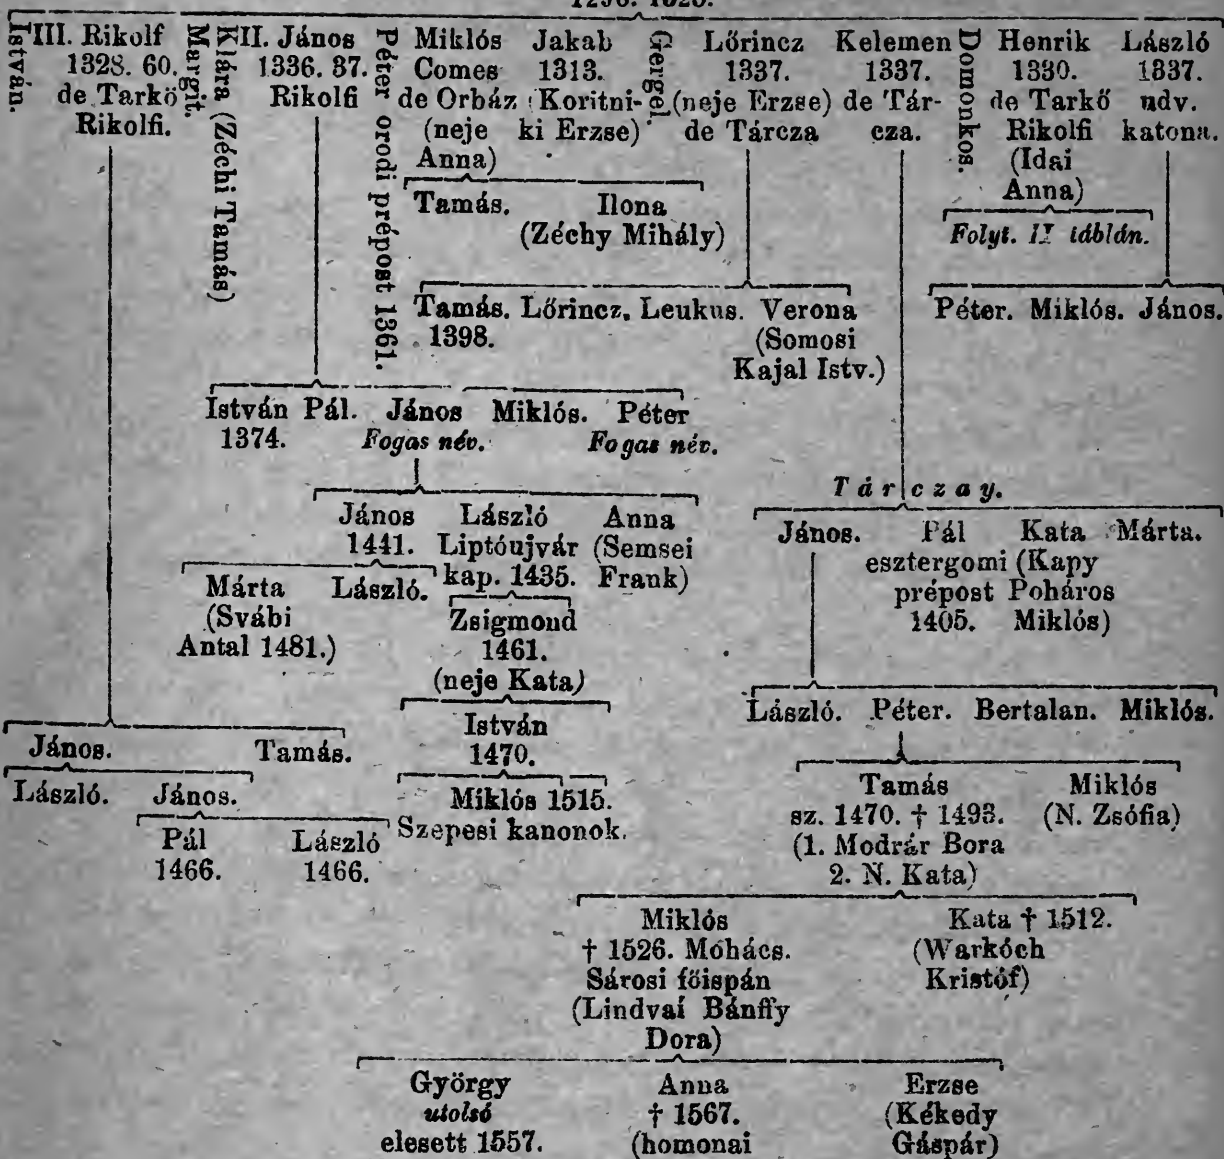 István.
III. Rikolf
1328. 60.
de Tarkö
Rikolfi.
Margit.
Klára (Zéchi Tamás)
II. János
1336. 87.
Rikolfi
Péter orodi prépost 1361.
Miklós
Comes
de Orbáz
(neje
Anna)
Jakab
1313.
(Koritni-
ki Erzse)
Gergel.
Lőrincz
1337.
(neje Erzse)
de Tárcza
Kelemen
1337.
de Tár-
cza.
Domonkos.
Henrik
1330.
de Tarkő
Rikolfi
(Idai
Anna)
László
1337.
udv.
katona.
Tamás. Ilona
(Zéchy Mihály)
Folyt. II táblán.
Tamás. Lőrincz. Leukus. Verona
1398. (Somosi
Kajal Istv.)
Péter. Miklós. János.
István Pál. János Miklós. Péter
1374. Fogas név. Fogas név.
Tárczay.
János László Anna
1441. Liptóujvár (Semsei
kap. 1435. Frank)
János. Pál Kata Márta.
esztergomi (Kapy
prépost Poháros
1405. Miklós)
Márta László.
(Svábi
Antal 1481.)
Zsigmond
1461.
(neje Kata)
László. Péter. Bertalan. Miklós.
István
1470.
János. Tamás.
László. János.
Miklós 1515.
Szepesi kanonok.
Pál László
1466. 1466.
Tamás Miklós
sz. 1470. † 1493. (N. Zsófia)
(1. Modrár Bora
2. N. Kata)
Miklós Kata † 1512.
† 1526. Móhács. (Warkóch
Sárosi főispán Kristóf)
(Lindvai Bánffy
Dora)
György Anna Erzse
utolsó † 1567. (Kékedy
elesett 1557. (homonai Gáspár)